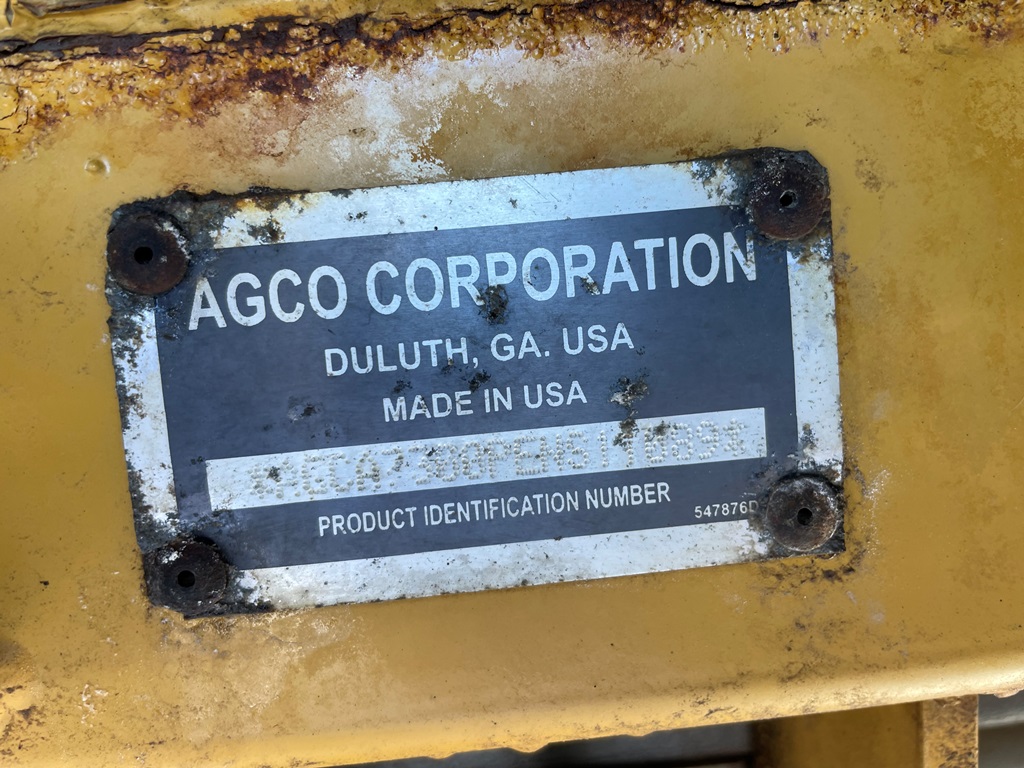 AGCO CORPORATION
DULUTH, GA. USA
MADE IN USA
PRODUCT IDENTIFICATION NUMBER
547876D